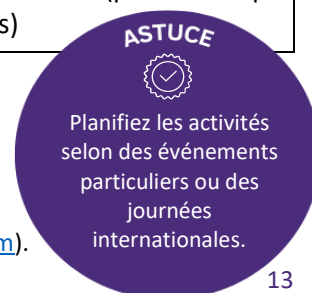 s)
ASTUCE
Planifiez les activités
selon des événements
particuliers ou des
journées
internationales.
m).
13